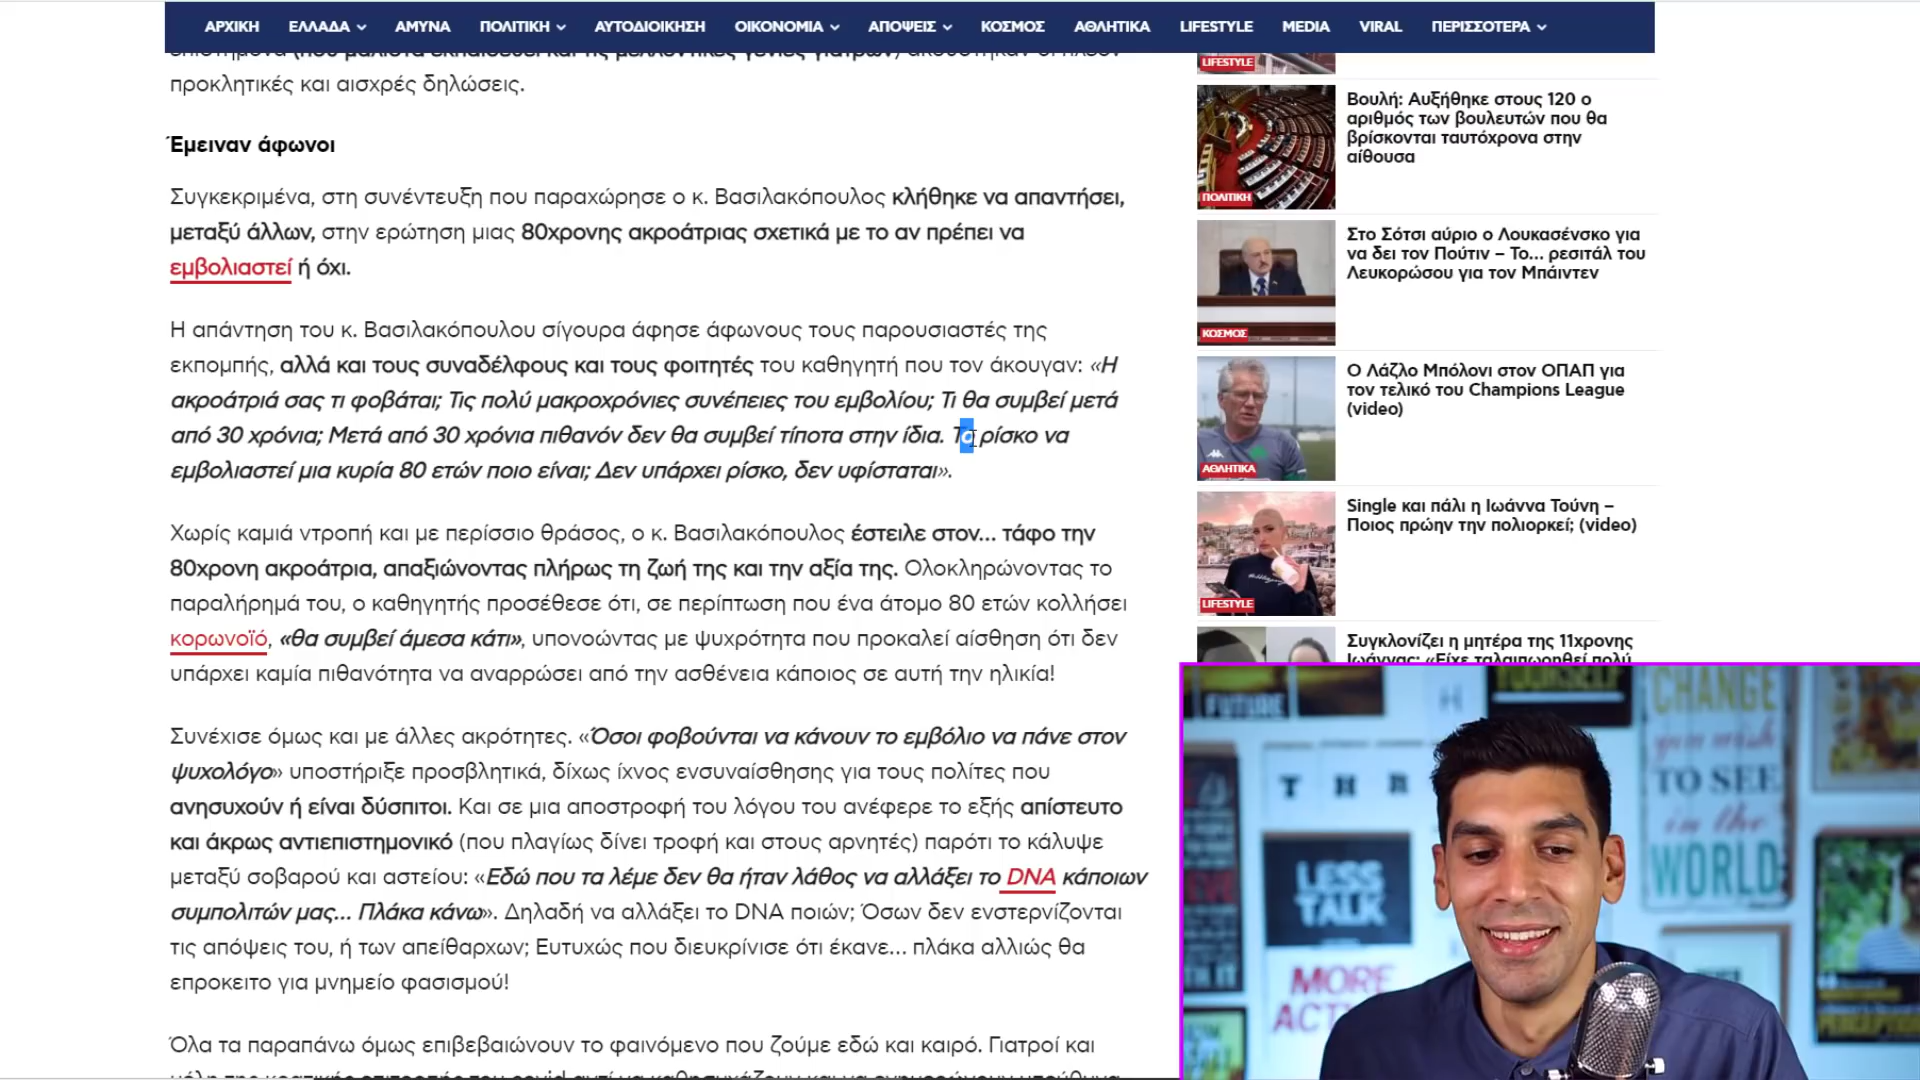 ΑΡΧΙΚΗ ΕΛΛΑΔΑ ΑΜΥΝΑ ΠΟΛΙΤΙΚΗ ΑΥΤΟΔΙΟΙΚΗΣΗ ΟΙΚΟΝΟΜΙΑ ΑΠΟΨΕΙΣ ΚΟΣΜΟΣ ΑΘΛΗΤΙΚΑ LIFESTYLE MEDIA VIRAL ΠΕΡΙΣΣΟΤΕΡΑ
προκλητικές και αισχρές δηλώσεις.
Έμειναν άφωνοι
Συγκεκριμένα, στη συνέντευξη που παραχώρησε ο κ. Βασιλακόπουλος κλήθηκε να απαντήσει,
μεταξύ άλλων, στην ερώτηση μιας 80χρονης ακροάτριας σχετικά με το αν πρέπει να
εμβολιαστεί ή όχι.
Η απάντηση του κ. Βασιλακόπουλου σίγουρα άφησε άφωνους τους παρουσιαστές της
εκπομπής, αλλά και τους συναδέλφους και τους φοιτητές του καθηγητή που τον άκουγαν: «Η
ακροάτριά σας τι φοβάται; Τις πολύ μακροχρόνιες συνέπειες του εμβολίου; Τι θα συμβεί μετά
από 30 χρόνια; Μετά από 30 χρόνια πιθανόν δεν θα συμβεί τίποτα στην ίδια. Το ρίσκο να
εμβολιαστεί μια κυρία 80 ετών ποιο είναι; Δεν υπάρχει ρίσκο, δεν υφίσταται».
Χωρίς καμιά ντροπή και με περίσσιο θράσος, ο κ. Βασιλακόπουλος έστειλε στον... τάφο την
80χρονη ακροάτρια, απαξιώνοντας πλήρως τη ζωή της και την αξία της. Ολοκληρώνοντας το
παραλήρημά του, ο καθηγητής προσέθεσε ότι, σε περίπτωση που ένα άτομο 80 ετών κολλήσει
κορωνοϊό, «θα συμβεί άμεσα κάτι», υπονοώντας με ψυχρότητα που προκαλεί αίσθηση ότι δεν
υπάρχει καμία πιθανότητα να αναρρώσει από την ασθένεια κάποιος σε αυτή την ηλικία!
Συνέχισε όμως και με άλλες ακρότητες. «Όσοι φοβούνται να κάνουν το εμβόλιο να πάνε στον
ψυχολόγο» υποστήριξε προσβλητικά, δίχως ίχνος ενσυναίσθησης για τους πολίτες που
ανησυχούν ή είναι δύσπιτοι. Και σε μια αποστροφή του λόγου του ανέφερε το εξής απίστευτο
και άκρως αντιεπιστημονικό (που πλαγίως δίνει τροφή και στους αρνητές) παρότι το κάλυψε
μεταξύ σοβαρού και αστείου: «Εδώ που τα λέμε δεν θα ήταν λάθος να αλλάξει το DNA κάποιων
συμπολιτών μας... Πλάκα κάνω». Δηλαδή να αλλάξει το DNA ποιών; Όσων δεν ενστερνίζονται
τις απόψεις του, ή των απείθαρχων; Ευτυχώς που διευκρίνισε ότι έκανε... πλάκα αλλιώς θα
επροκειτο για μνημείο φασισμού!
Όλα τα παραπάνω όμως επιβεβαιώνουν το φαινόμενο που ζούμε εδώ και καιρό. Γιατροί και
LIFESTYLE
Βουλή: Αυξήθηκε στους 120 ο
αριθμός των βουλευτών που θα
βρίσκονται ταυτόχρονα στην
αίθουσα
ΠΟΛΙΤΙΚΗ
Στο Σότσι αύριο ο Λουκασένσκο για
να δει τον Πούτιν – Το... ρεσιτάλ του
Λευκορώσου για τον Μπάιντεν
ΚΟΣΜΟΣ
Ο Λάζλο Μπόλονι στον ΟΠΑΠ για
τον τελικό του Champions League
(video)
ΑΘΛΗΤΙΚΑ
Single και πάλι η Ιωάννα Τούνη –
Ποιος πρώην την πολιορκεί; (video)
LIFESTYLE
Συγκλονίζει η μητέρα της 11χρονης
Ιωάννας: «Είχε ταλαιπωρηθεί πολύ
FUTURE
YOURSELF
CHANGE
you wish
TO SEE
in the
WORLD
LESS
TALK
MORE